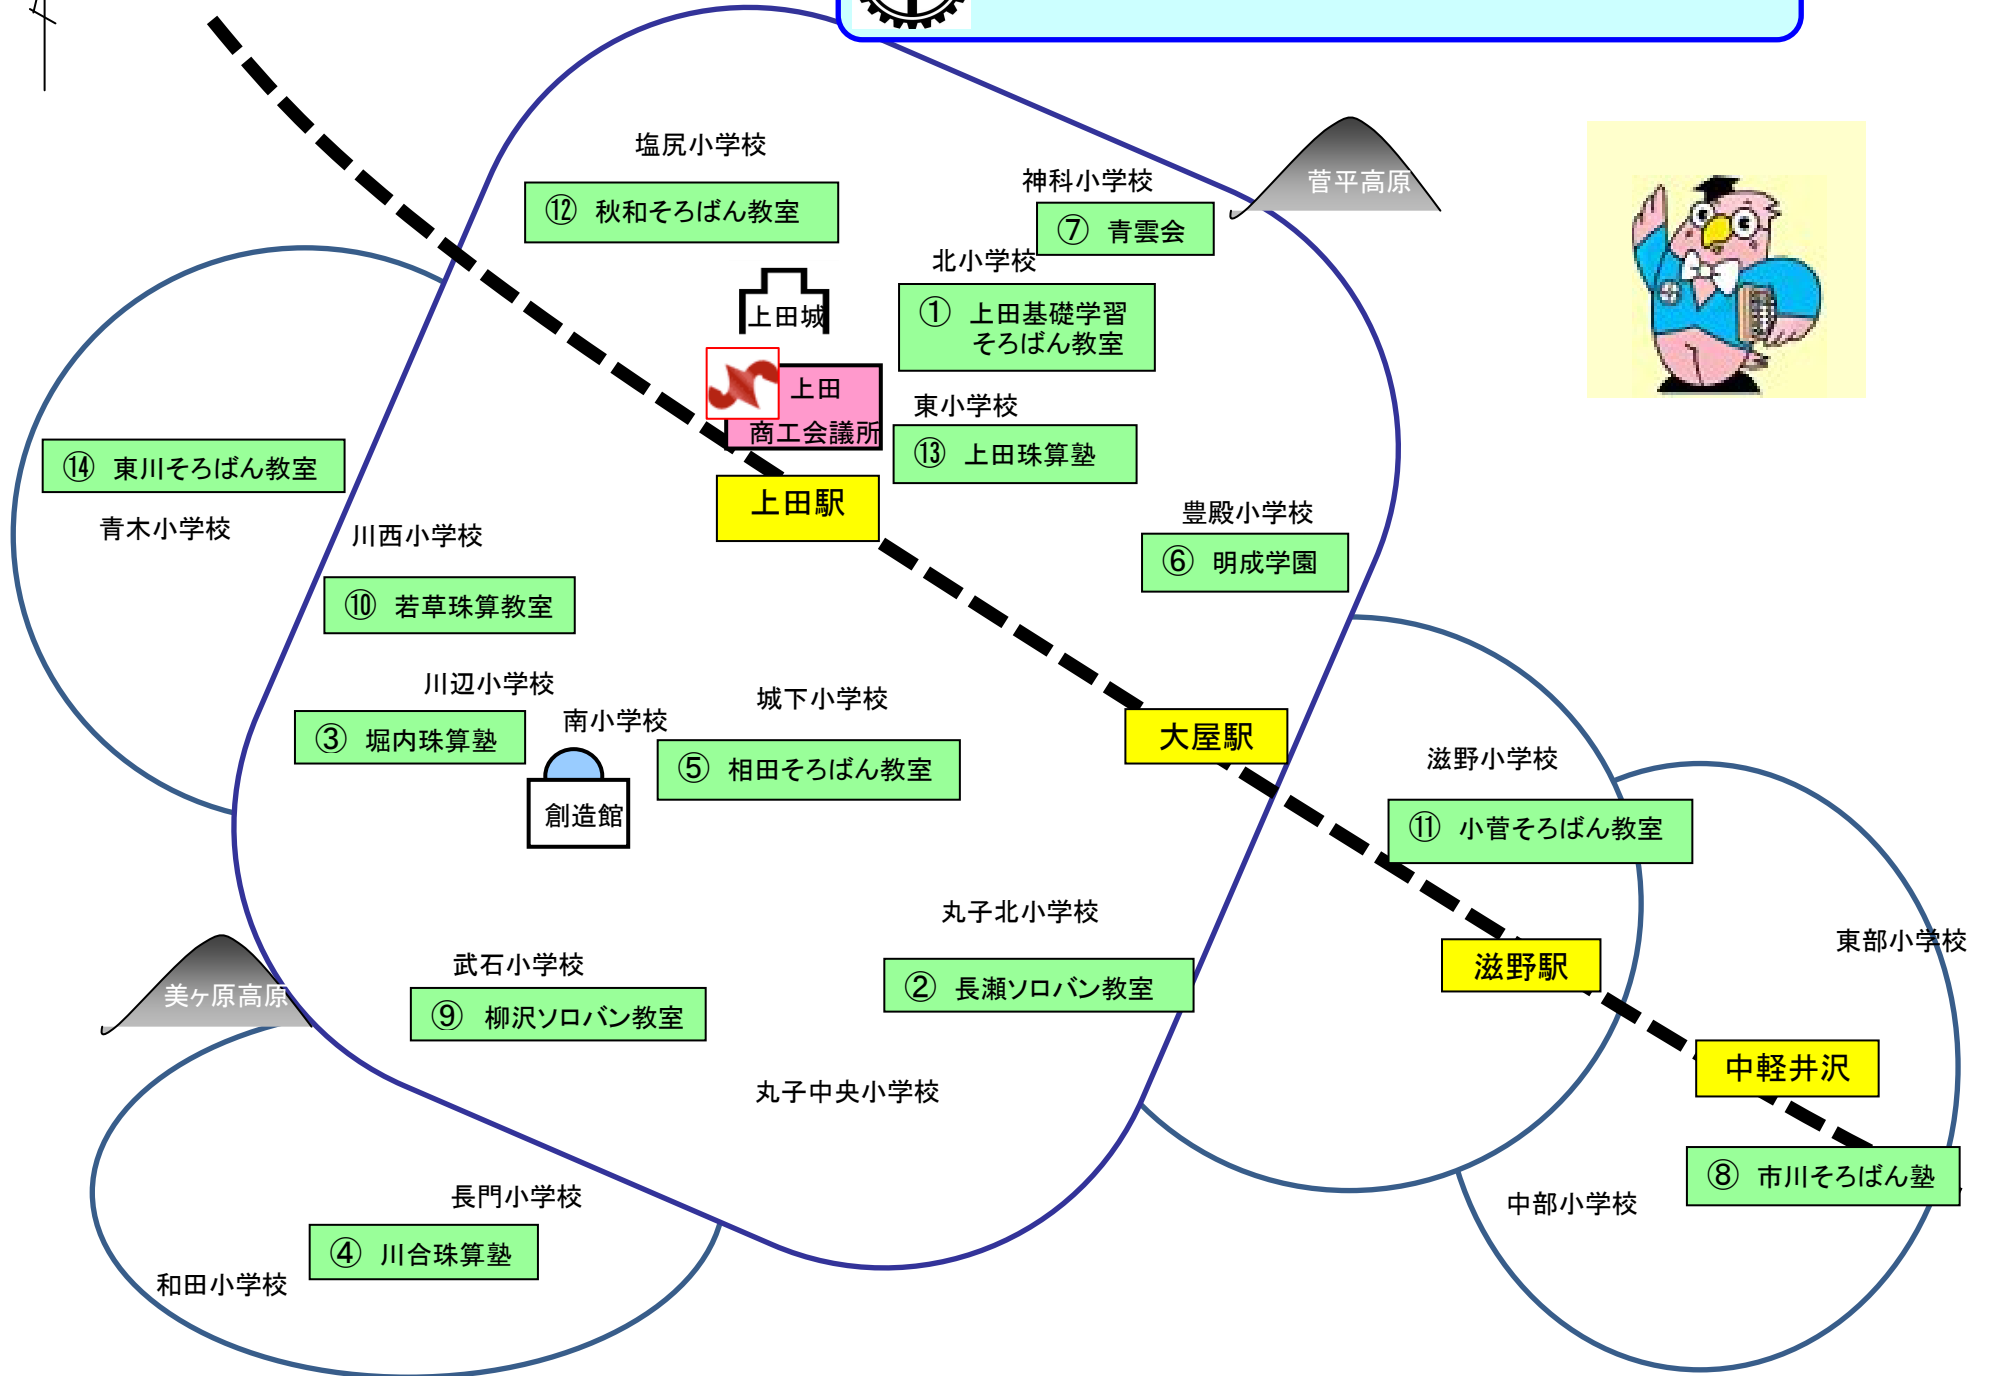 塩尻小学校
⑫ 秋和そろばん教室
神科小学校
⑦ 青雲会
菅平高原
北小学校
① 上田基礎学習
そろばん教室
上田城
上田
商工会議所
東小学校
⑬ 上田珠算塾
⑭ 東川そろばん教室
青木小学校
上田駅
川西小学校
⑩ 若草珠算教室
豊殿小学校
⑥ 明成学園
川辺小学校
③ 堀内珠算塾
南小学校
創造館
城下小学校
⑤ 相田そろばん教室
大屋駅
滋野小学校
⑪ 小菅そろばん教室
丸子北小学校
② 長瀬ソロバン教室
滋野駅
東部小学校
美ヶ原高原
武石小学校
⑨ 柳沢ソロバン教室
中軽井沢
丸子中央小学校
⑧ 市川そろばん塾
中部小学校
長門小学校
④ 川合珠算塾
和田小学校